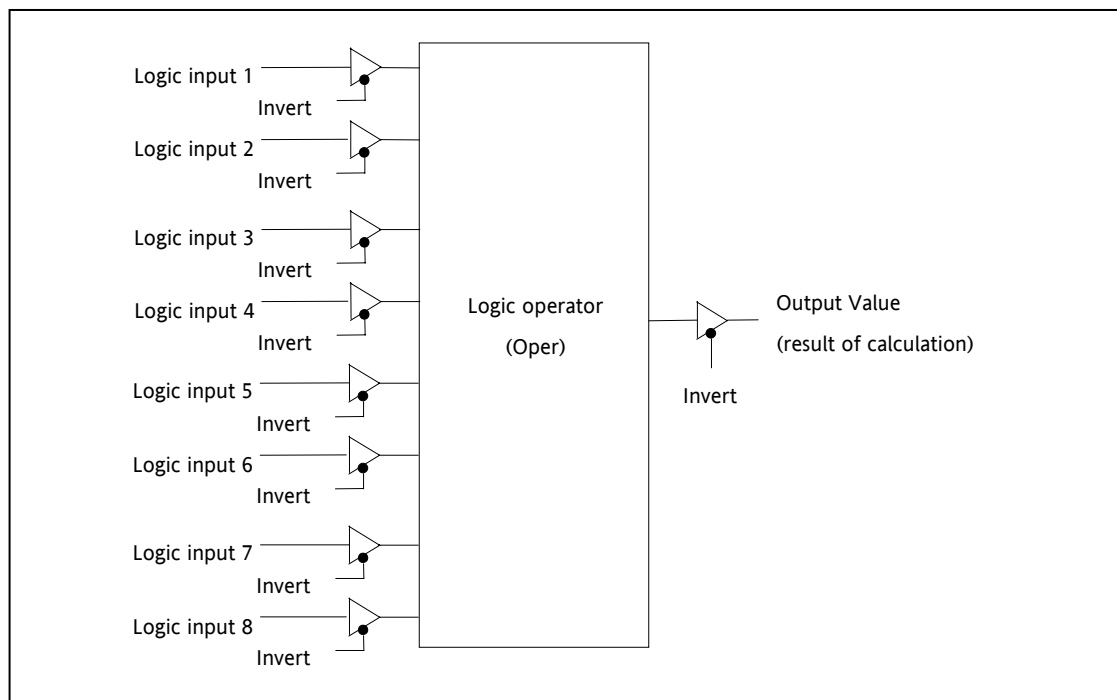 Logic input 1
Invert
Logic input 2
Invert
Logic input 3
Invert
Logic input 4
Invert
Logic input 5
Invert
Logic input 6
Invert
Logic input 7
Invert
Logic input 8
Invert
Logic operator
(Oper)
Output Value
(result of calculation)
Invert